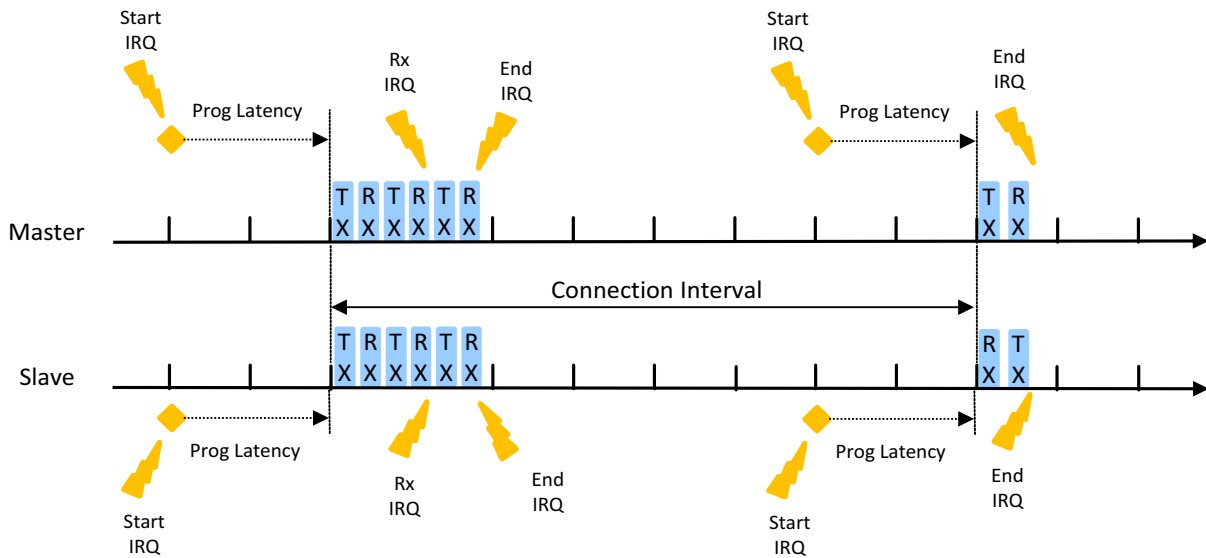 Start
IRQ
Prog Latency
Rx
IRQ
End
IRQ
Start
IRQ
Prog Latency
End
IRQ
Master
T R T R T R
X X X X X X
T R
X X
Connection Interval
Slave
T R T R T R
X X X X X X
R T
X X
Prog Latency
Start
IRQ
Rx
IRQ
End
IRQ
Prog Latency
Start
IRQ
End
IRQ